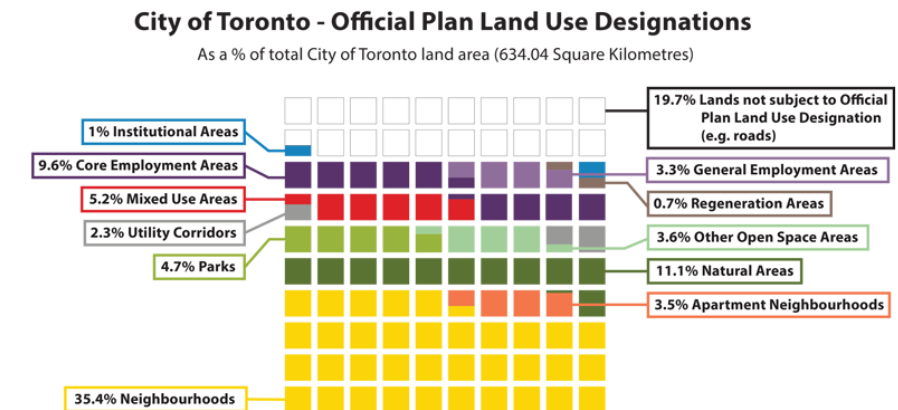 City of Toronto - Official Plan Land Use Designations
As a % of total City of Toronto land area (634.04 Square Kilometres)
19.7% Lands not subject to Official
Plan Land Use Designation
(e.g. roads)
1% Institutional Areas
9.6% Core Employment Areas
3.3% General Employment Areas
5.2% Mixed Use Areas
0.7% Regeneration Areas
2.3% Utility Corridors
3.6% Other Open Space Areas
4.7% Parks
11.1% Natural Areas
3.5% Apartment Neighbourhoods
35.4% Neighbourhoods